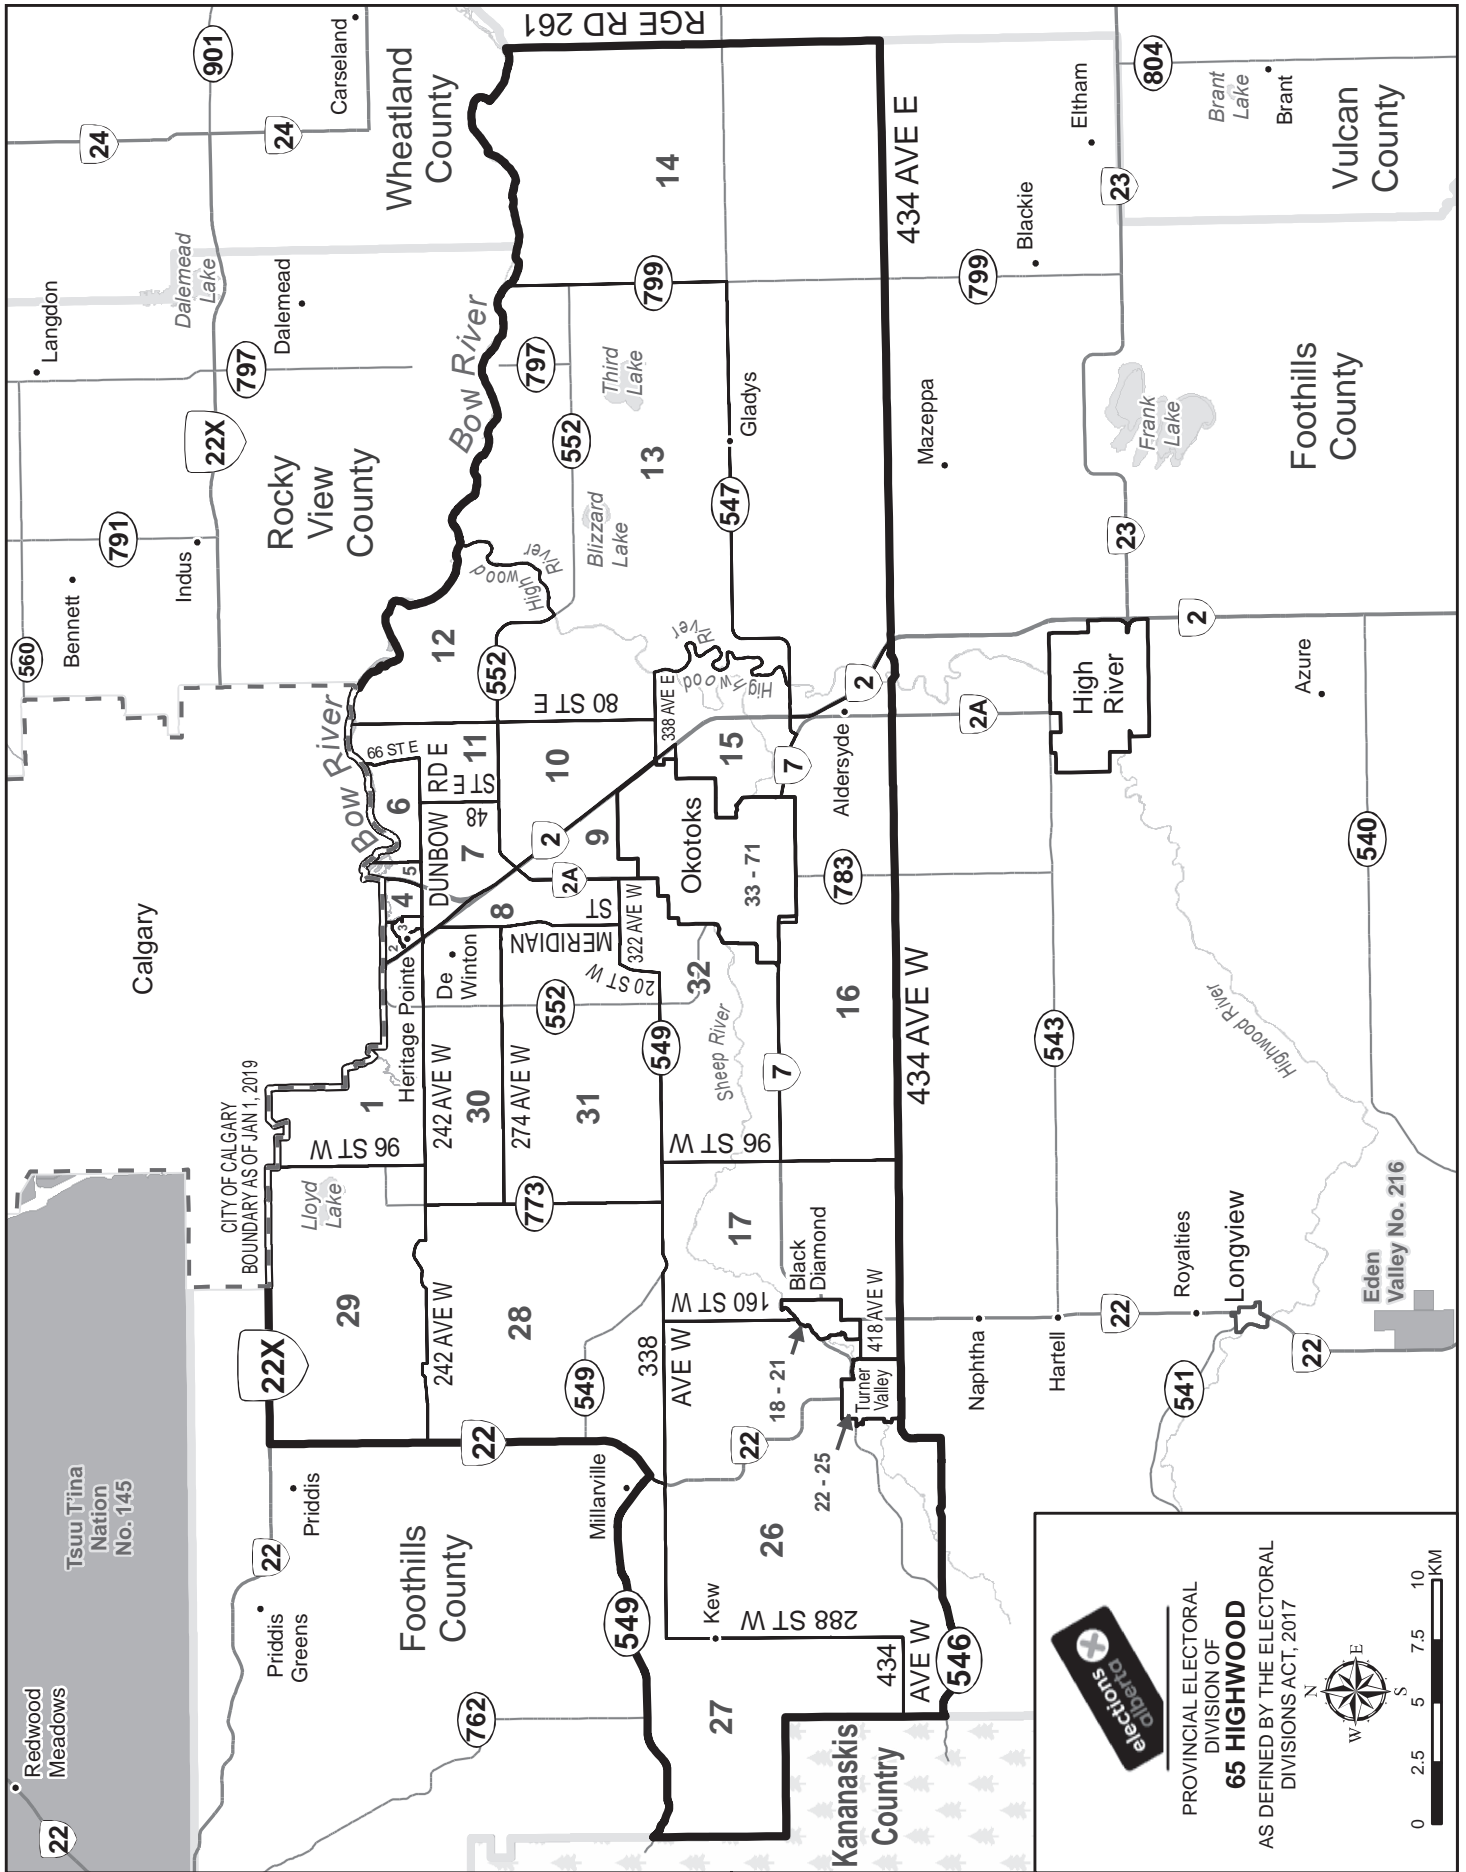 Redwood
Meadows
22
Tsuu T'ina
Nation
No. 145
CITY OF CALGARY
BOUNDARY AS OF JAN 1, 2019
Calgary
560
Bennett
791
Indus
Langdon
797
22X
Dalemead
Lake
Dalemead
24
24
901
Carseland
Rocky
View
County
Wheatland
County
Priddis
Greens
22
Priddis
22X
29
Lloyd
Lake
1
96 ST W
Heritage Pointe
2
3
4
5
6
Bow River
66 ST E
Bow River
762
Foothills
County
22
242 AVE W
28
549
773
242 AVE W
30
274 AVE W
31
De
Winton
552
MERIDIAN
ST
8
DUNBOW
RD E
7
48
ST E
11
2
2A
9
10
80 ST E
12
552
High
wood
River
Blizzard
Lake
552
13
797
Third
Lake
799
14
RGE RD 261
549
Millarville
338
AVE W
549
20 ST W
322 AVE W
32
Okotoks
33 - 71
338 AVE E
15
High
wood
River
547
Gladys
27
Kew
288 ST W
26
22
160 ST W
17
96 ST W
Sheep River
7
7
16
783
Aldersyde
2
18 - 21
22 - 25
Black
Diamond
Turner
Valley
418 AVE W
434
AVE W
546
434 AVE W
434 AVE E
Kananaskis
Country
Mazeppa
799
Blackie
Eltham
Naphtha
Hartell
543
2A
High
River
2
23
Frank
Lake
23
804
Brant
Lake
Brant
Vulcan
County
Foothills
County
22
Royalties
Longview
541
22
Highwood River
Eden
Valley No. 216
540
Azure
elections
alberta
PROVINCIAL ELECTORAL
DIVISION OF
65 HIGHWOOD
AS DEFINED BY THE ELECTORAL
DIVISIONS ACT, 2017
N
W
E
S
0
2.5
5
7.5
10
KM